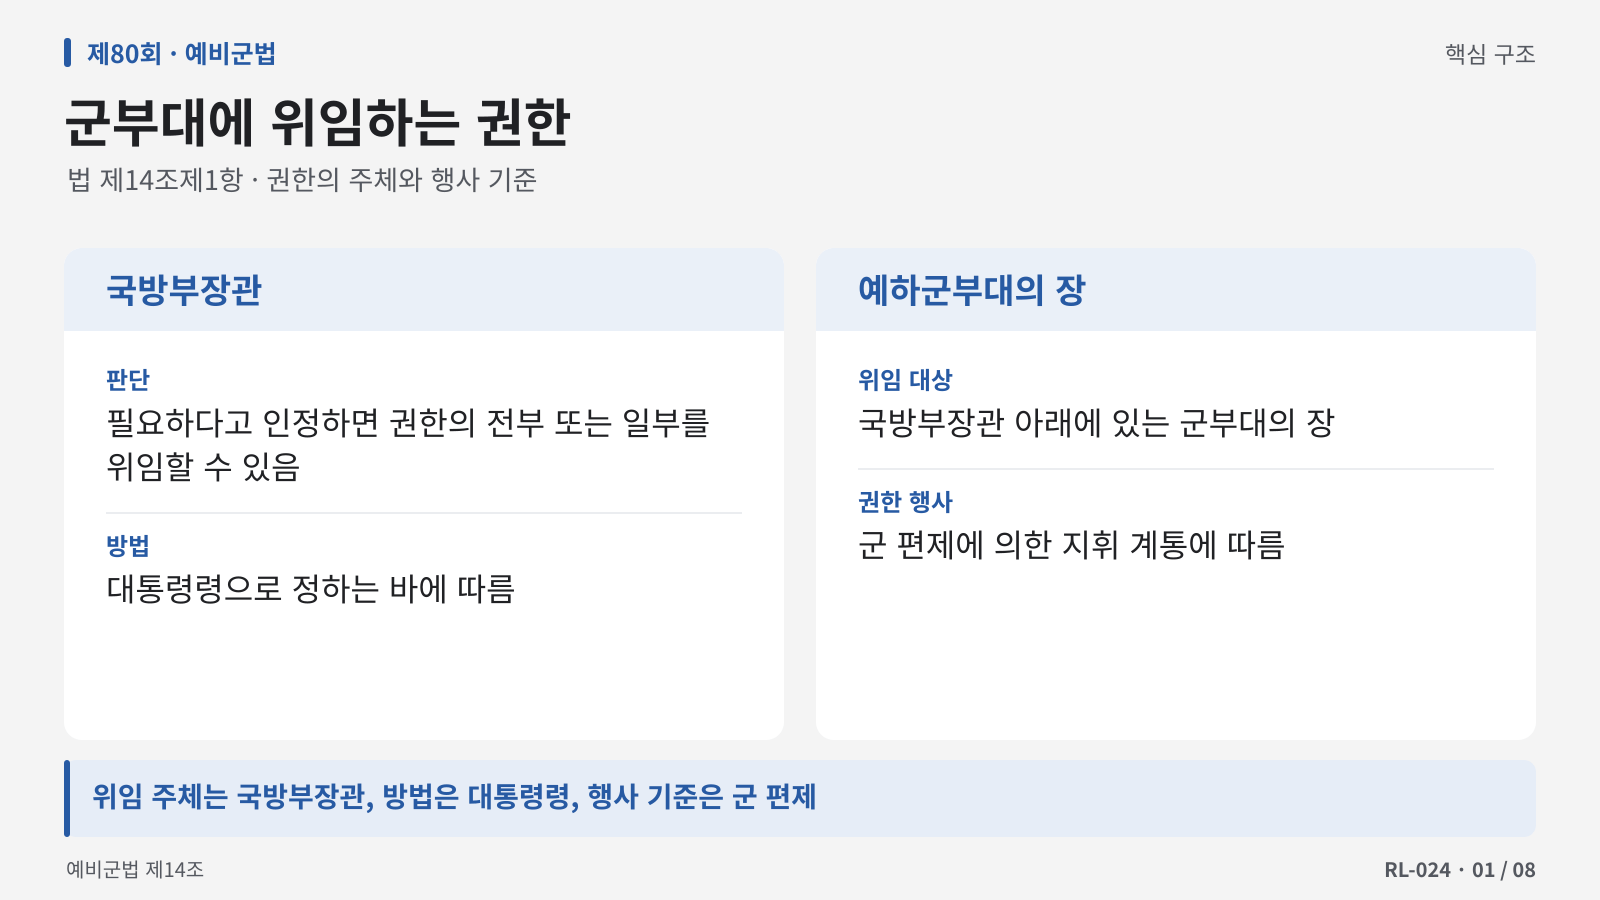 제80회 · 예비군법
핵심 구조
군부대에 위임하는 권한
법 제14조제1항 · 권한의 주체와 행사 기준
국방부장관
판단
필요하다고 인정하면 권한의 전부 또는 일부를
위임할 수 있음
방법
대통령령으로 정하는 바에 따름
예하군부대의 장
위임 대상
국방부장관 아래에 있는 군부대의 장
권한 행사
군 편제에 의한 지휘 계통에 따름
위임 주체는 국방부장관, 방법은 대통령령, 행사 기준은 군 편제
예비군법 제14조
RL-024 · 01 / 08